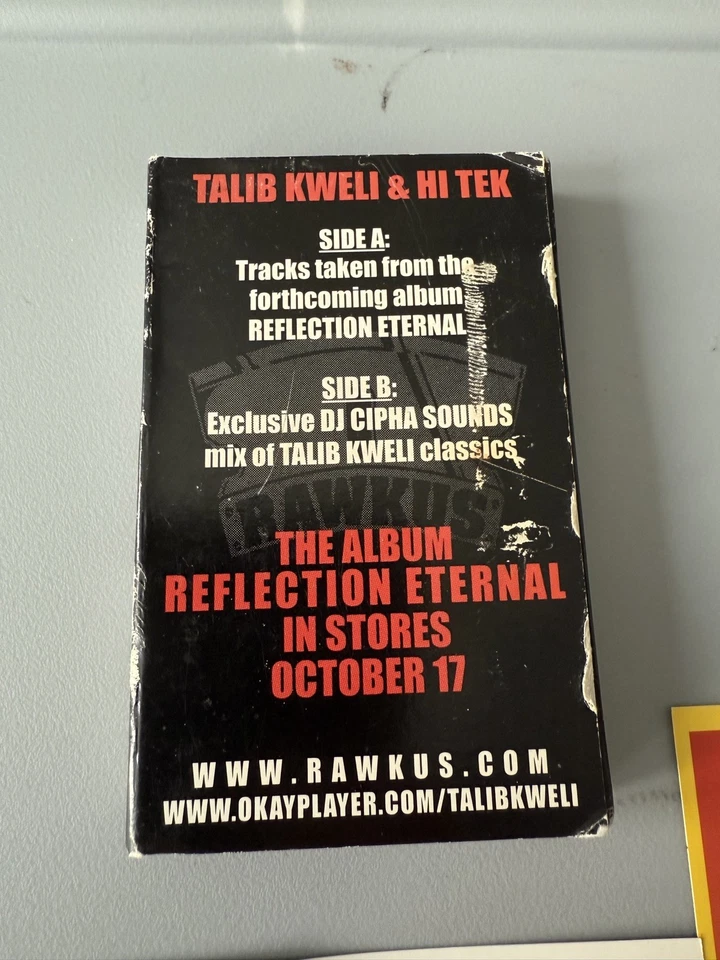 TALIB KWELI & HI TEK
SIDE A:
Tracks taken from the
forthcoming album
REFLECTION ETERNAL
SIDE B:
Exclusive DJ CIPHA SOUNDS
mix of TALIB KWELI classics
RAWKUS
THE ALBUM
REFLECTION ETERNAL
IN STORES
OCTOBER 17
WWW.RAWKUS.COM
WWW.OKAYPLAYER.COM/TALIBKWELI